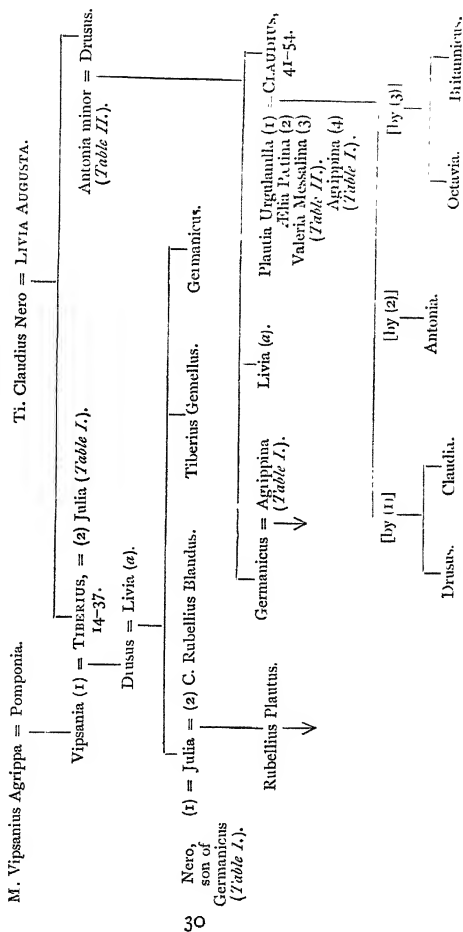 M. Vipsanius Agrippa = Pomponia.
Ti. Claudius Nero = LIVIA AUGUSTA.
Vipsania (1) = TIBERIUS, = (2) Julia (Table I.).
14-37.
Antonia minor = Drusus.
(Table II.).
Drusus = Livia (a).
Nero,
son of
Germanicus
(Table I.).
(1) = Julia = (2) C. Rubellius Blandus.
Tiberius Gemellus.
Germanicus.
Rubellius Plautus.
Germanicus = Agrippina
(Table I.).
Livia (a).
Plautia Urgulanilla (1)
Ælia Pætina (2)
Valeria Messalina (3)
(Table II.).
Agrippina (4)
(Table I.).
= CLAUDIUS,
41-54.
[by (1)]
[by (2)]
[by (3)]
Drusus.
Claudia.
Antonia.
Octavia.
Britannicus.
30